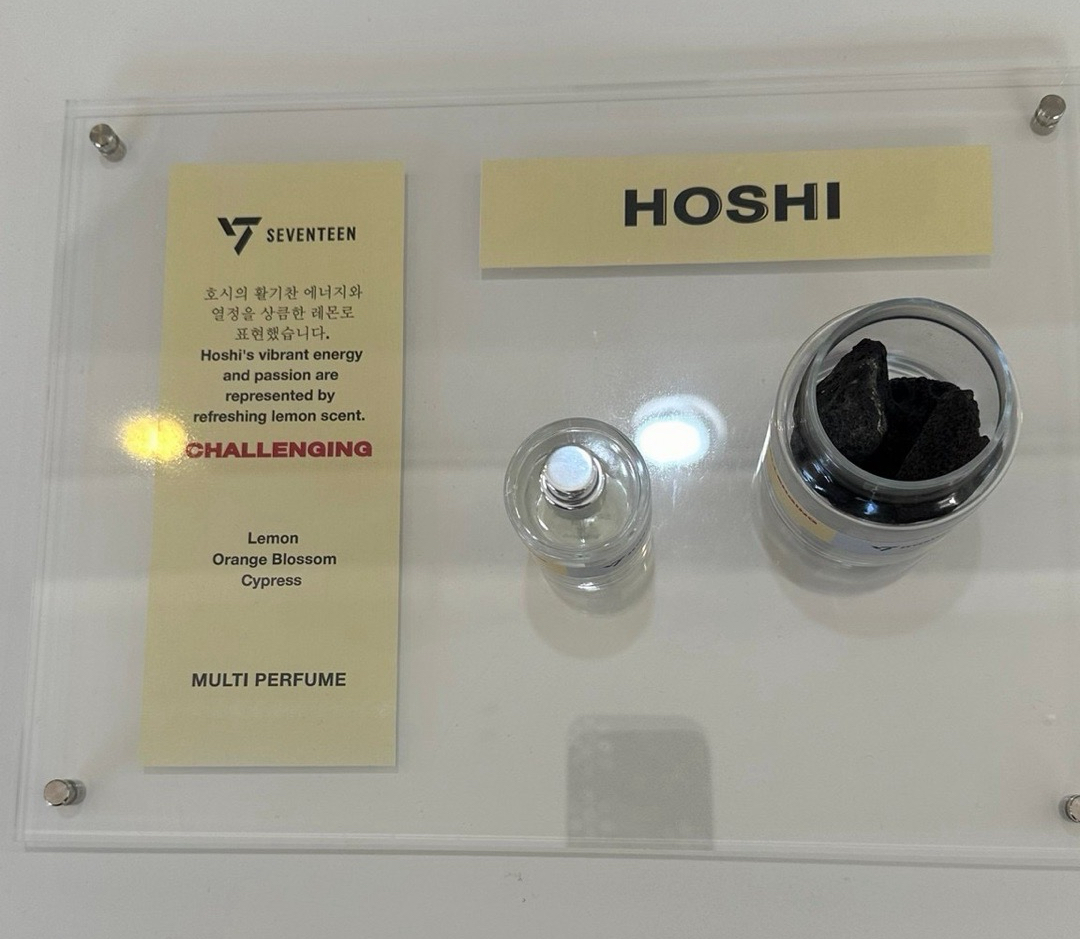 SEVENTEEN
호시의 활기찬 에너지와
열정을 상큼한 레몬로
표현했습니다.
Hoshi's vibrant energy
and passion are
represented by
refreshing lemon scent.
CHALLENGING
Lemon
Orange Blossom
Cypress
MULTI PERFUME
HOSHI